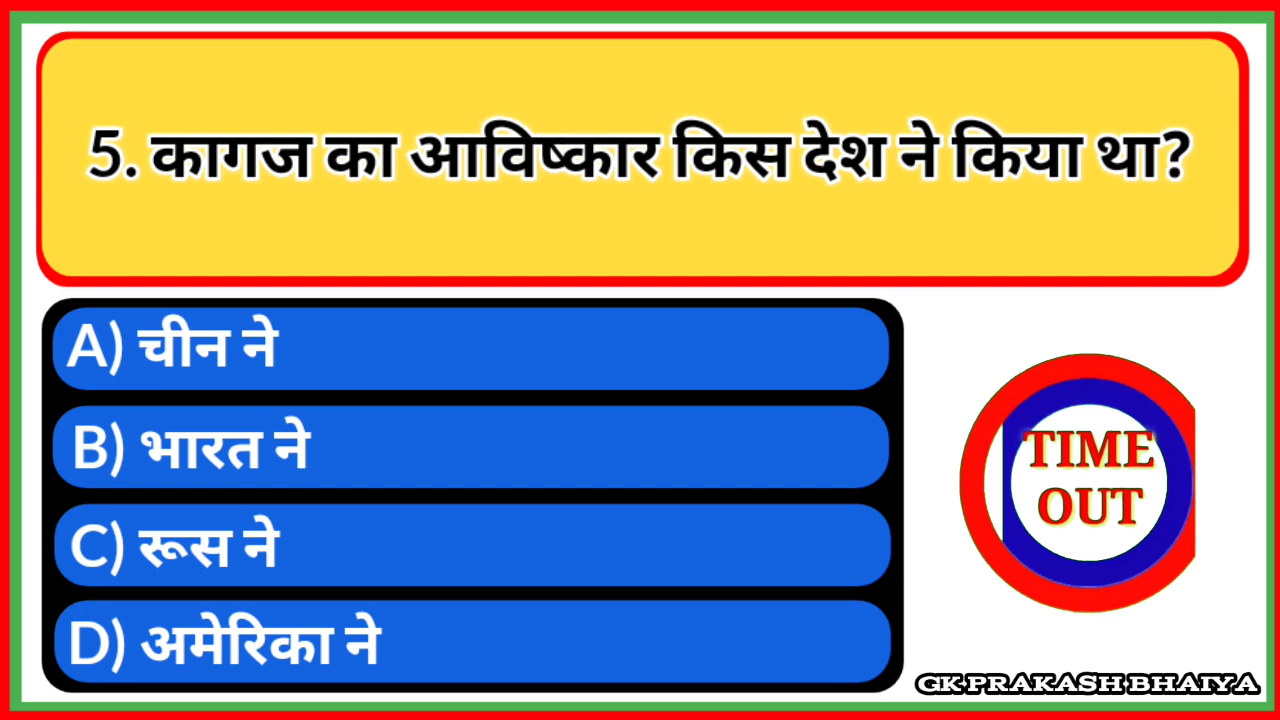 5. कागज का आविष्कार किस देश ने किया था?
A) चीन ने
B) भारत ने
C) रूस ने
D) अमेरिका ने
TIME
OUT
GK PRAKASH BHAIYA